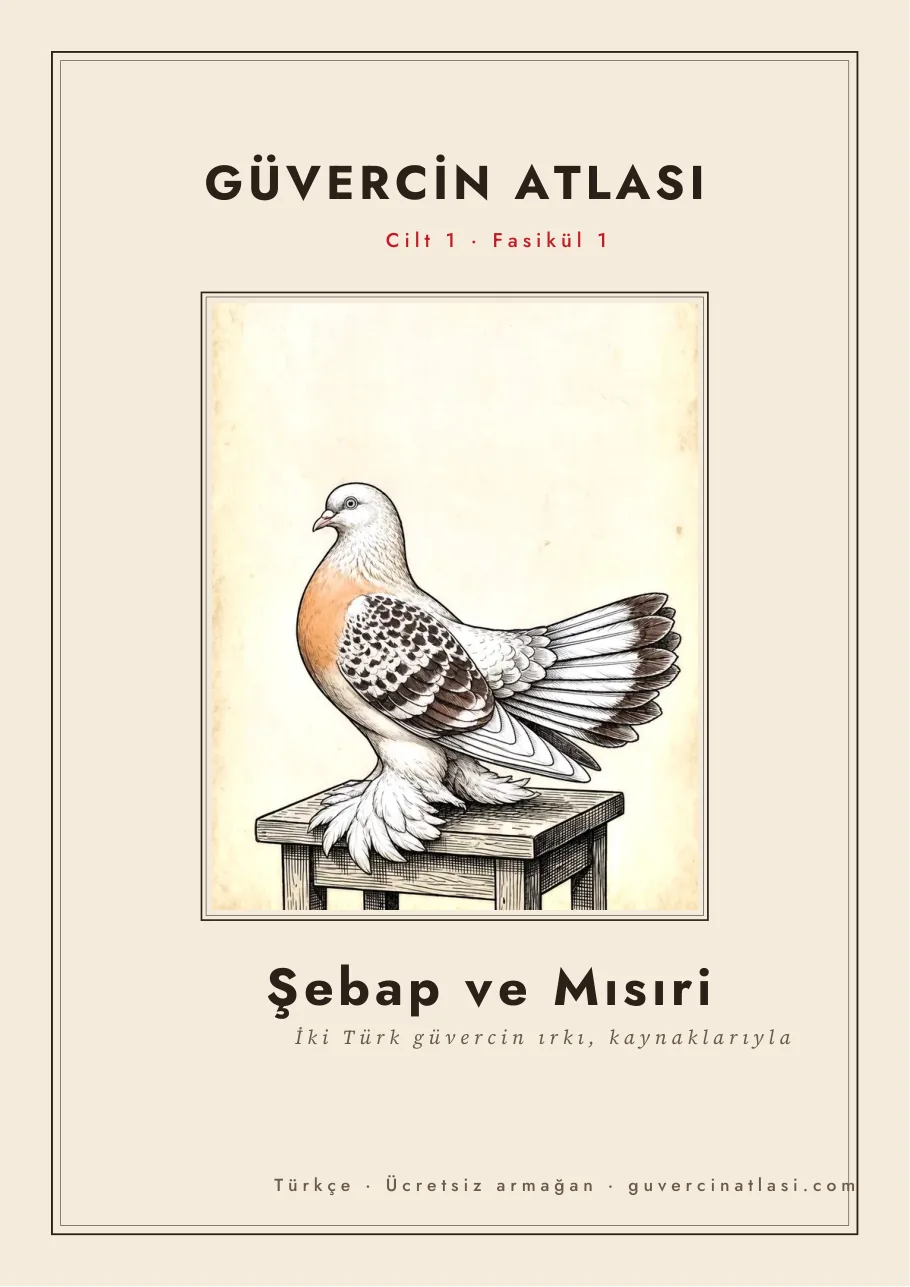 GÜVERCİN ATLASI
Cilt 1 · Fasikül 1
Şebap ve Mısıri
İki Türk güvercin ırkı, kaynaklarıyla
Türkçe · Ücretsiz armağan · guvercinatlasi.com